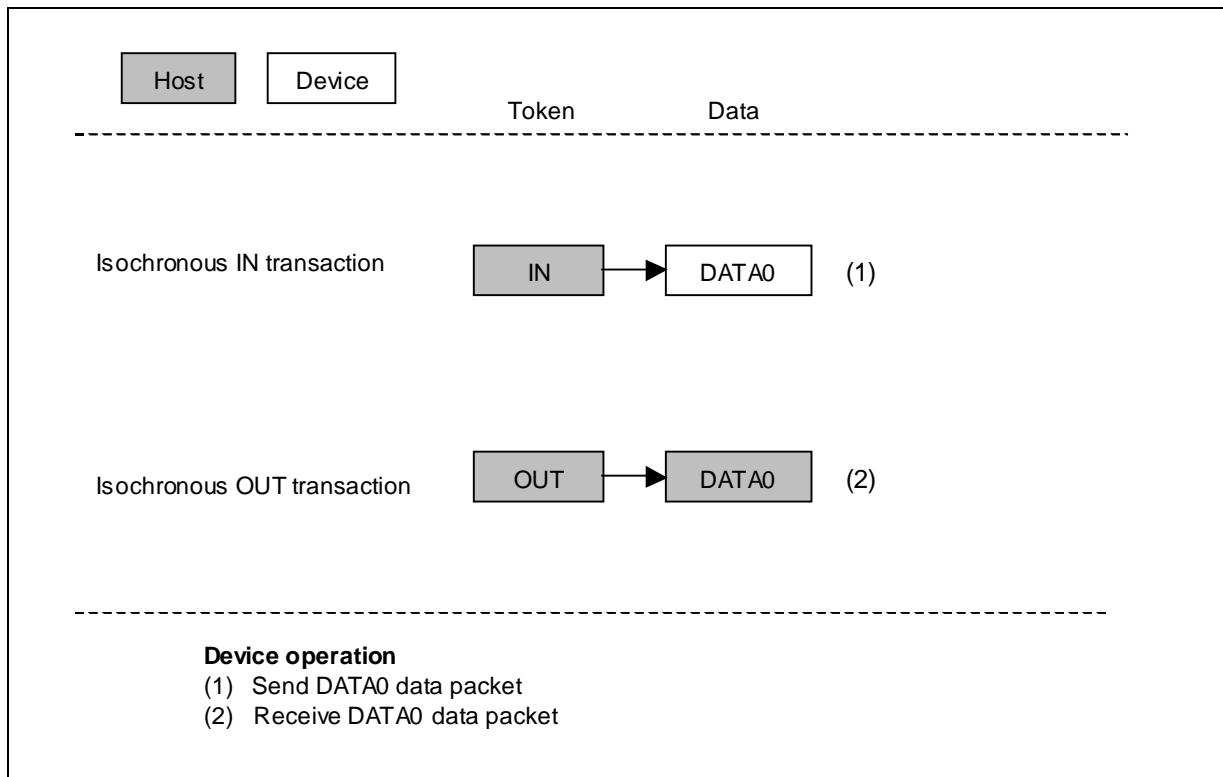 Host Device
Token Data
Isochronous IN transaction IN DATA0 (1)
Isochronous OUT transaction OUT DATA0 (2)
Device operation
(1) Send DATA0 data packet
(2) Receive DATA0 data packet